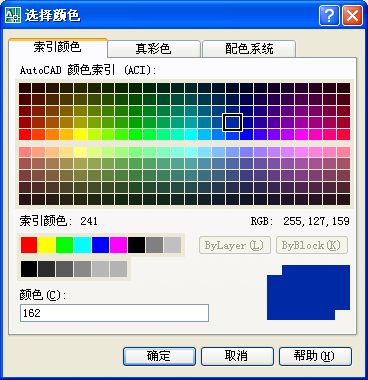 选择颜色
索引颜色 真彩色 配色系统
AutoCAD 颜色索引 (ACI):
索引颜色: 241 RGB: 255,127,159
ByLayer(L) ByBlock(K)
颜色(C):
162
确定 取消 帮助(H)